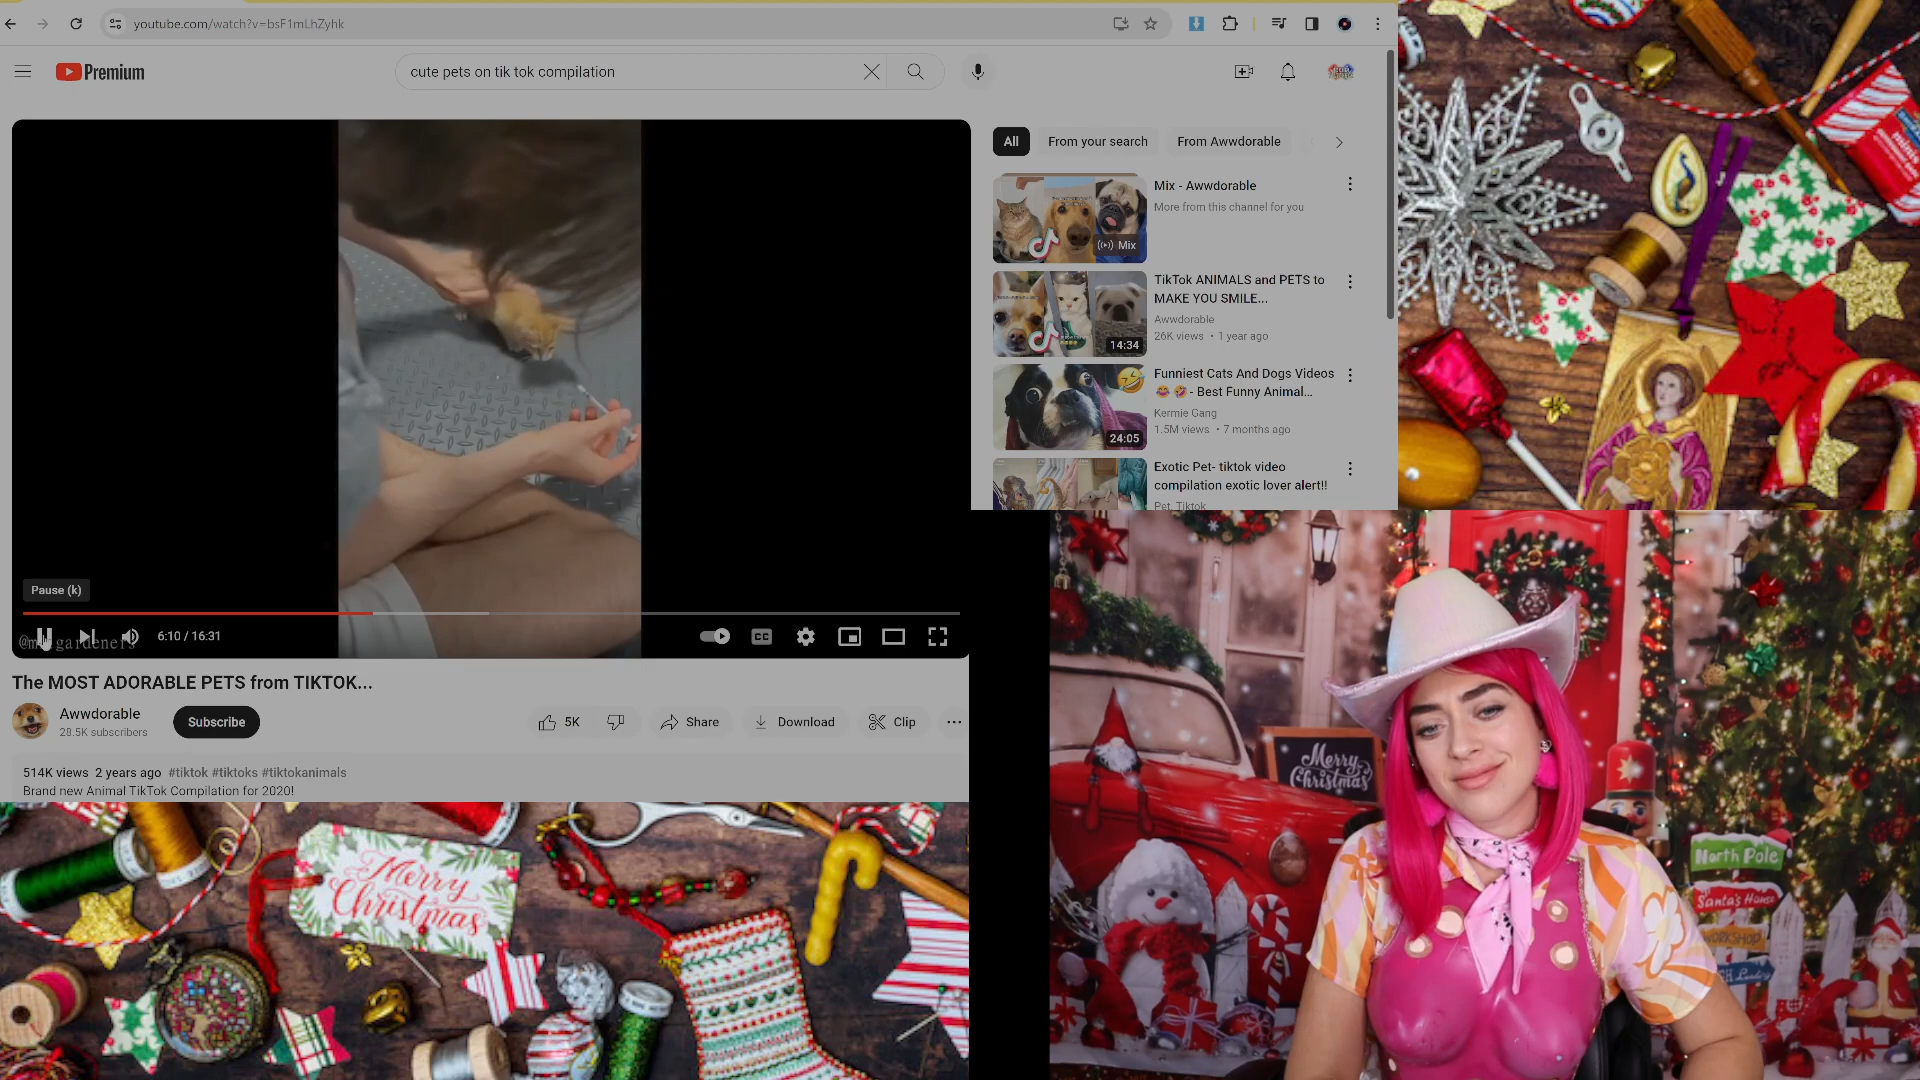 youtube.com/watch?v=bsF1mLhZyhk
Premium
cute pets on tik tok compilation
All
From your search
From Awwdorable
Mix - Awwdorable
More from this channel for you
Mix
TikTok ANIMALS and PETS to
MAKE YOU SMILE...
Awwdorable
26K views • 1 year ago
14:34
Funniest Cats And Dogs Videos
😂 🤣 - Best Funny Animal...
Kermie Gang
1.5M views • 7 months ago
24:05
Exotic Pet- tiktok video
compilation exotic lover alert!!
Pet. Tiktok
Pause (k)
6:10 / 16:31
CC
The MOST ADORABLE PETS from TIKTOK...
Awwdorable
28.5K subscribers
Subscribe
5K
Share
Download
Clip
514K views 2 years ago #tiktok #tiktoks #tiktokanimals
Brand new Animal TikTok Compilation for 2020!
Merry
Christmas
Merry
Christmas
North Pole
Santa's House
WORKSHOP